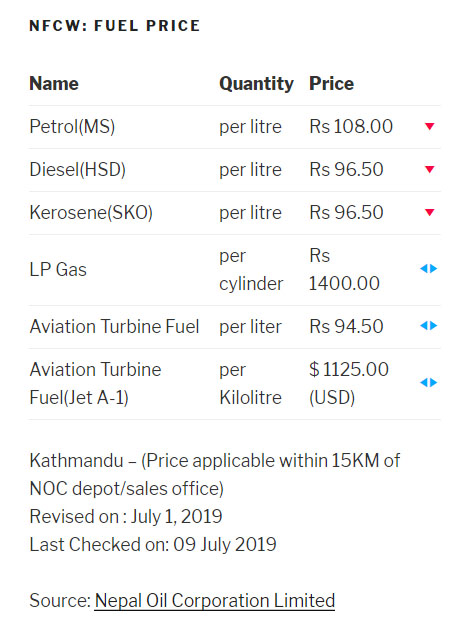 NFCW: FUEL PRICE
Name Quantity Price
Petrol(MS) per litre Rs 108.00
Diesel(HSD) per litre Rs 96.50
Kerosene(SKO) per litre Rs 96.50
LP Gas per cylinder Rs 1400.00
Aviation Turbine Fuel per liter Rs 94.50
Aviation Turbine Fuel(Jet A-1) per Kilolitre $ 1125.00 (USD)
Kathmandu – (Price applicable within 15KM of
NOC depot/sales office)
Revised on : July 1, 2019
Last Checked on: 09 July 2019
Source: Nepal Oil Corporation Limited